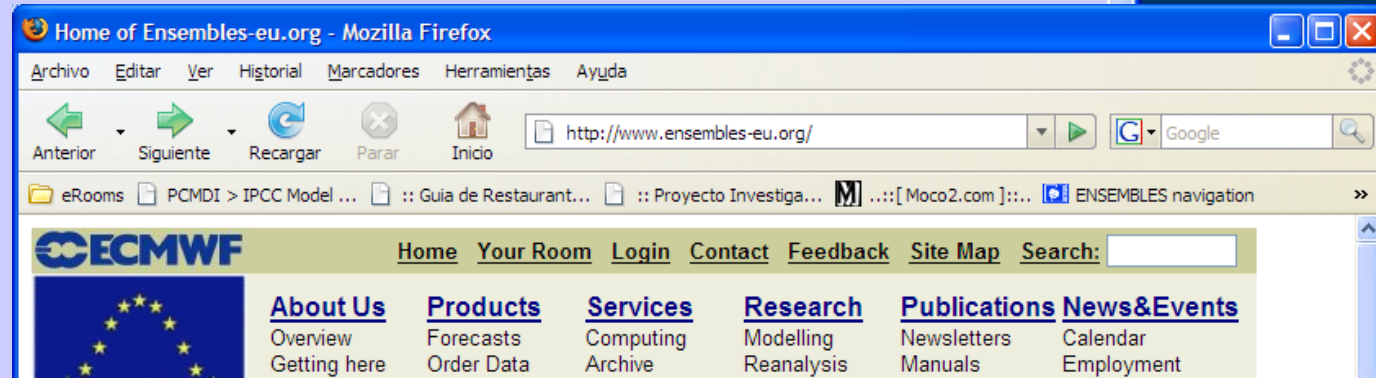 Home of Ensembles-eu.org - Mozilla Firefox
Archivo Editar Ver Historial Marcadores Herramientas Ayuda
Anterior Siguiente Recargar Parar Inicio http://www.ensembles-eu.org/ G Google
eRooms PCMDI > IPCC Model ... :: Guia de Restaurant... :: Proyecto Investiga... M ..::[ Moco2.com ]::.. ENSEMBLES navigation »
ECMWF Home Your Room Login Contact Feedback Site Map Search:
About Us Products Services Research Publications News&Events
Overview Forecasts Computing Modelling Newsletters Calendar
Getting here Order Data Archive Reanalysis Manuals Employment